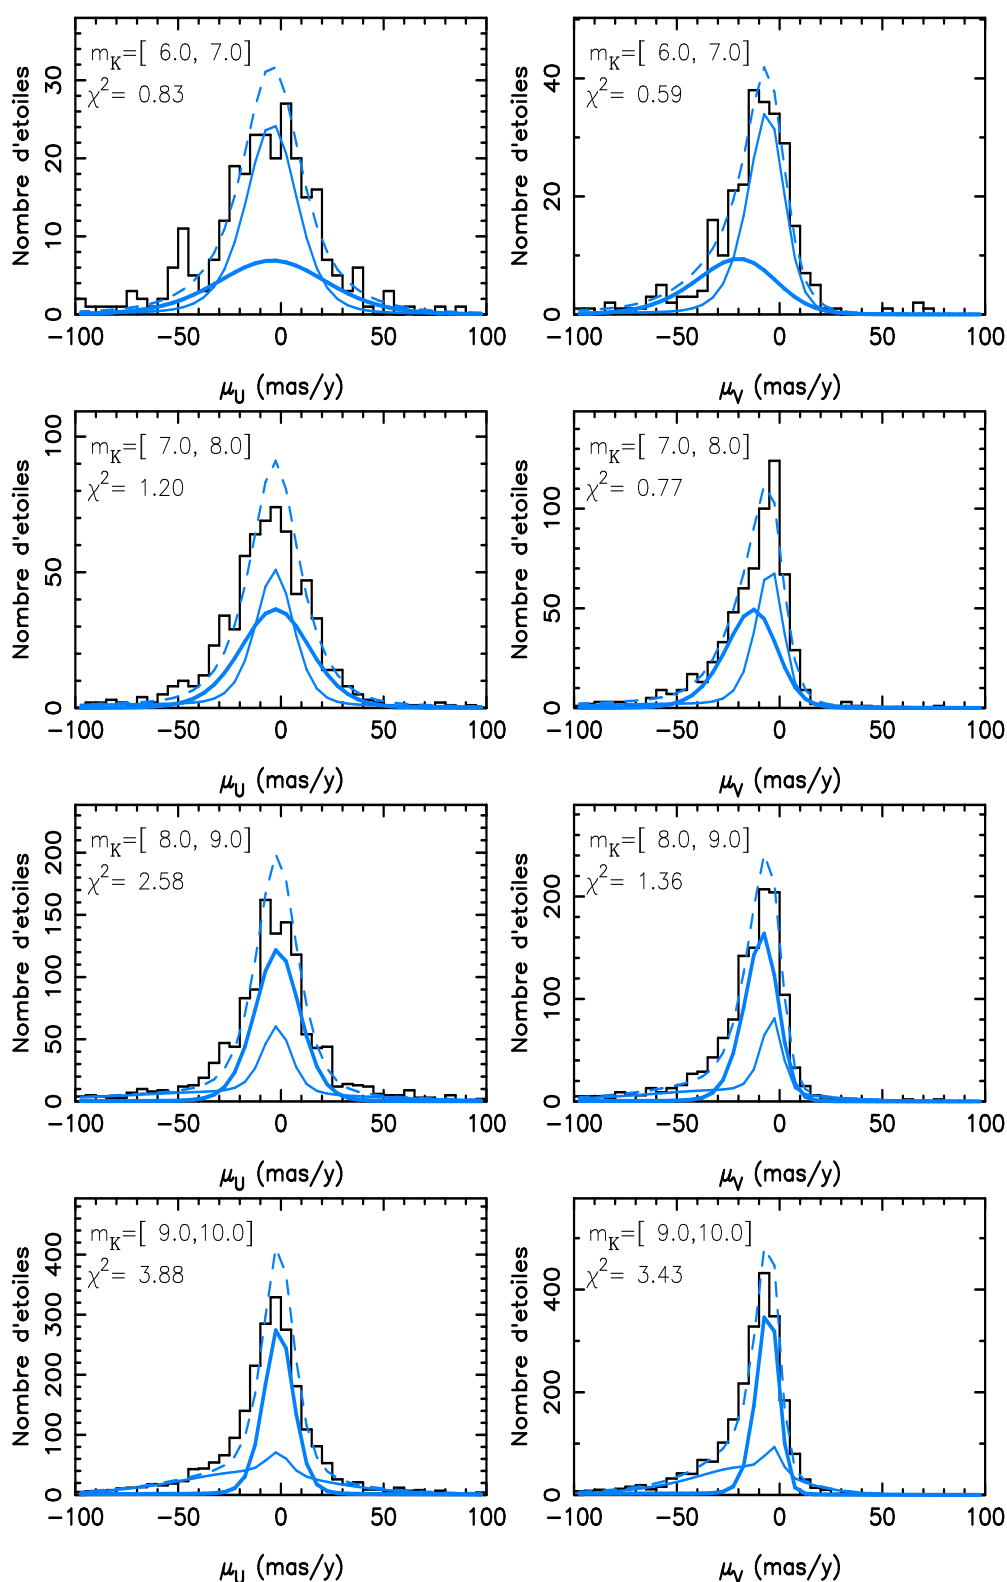 m_K=[ 6.0, 7.0]
χ²= 0.83
Nombre d'etoiles
0 10 20 30
−100 −50 0 50 100
μ_U (mas/y)
m_K=[ 6.0, 7.0]
χ²= 0.59
Nombre d'etoiles
0 20 40
−100 −50 0 50 100
μ_V (mas/y)
m_K=[ 7.0, 8.0]
χ²= 1.20
Nombre d'etoiles
0 50 100
−100 −50 0 50 100
μ_U (mas/y)
m_K=[ 7.0, 8.0]
χ²= 0.77
Nombre d'etoiles
0 50 100
−100 −50 0 50 100
μ_V (mas/y)
m_K=[ 8.0, 9.0]
χ²= 2.58
Nombre d'etoiles
0 50 100 150 200
−100 −50 0 50 100
μ_U (mas/y)
m_K=[ 8.0, 9.0]
χ²= 1.36
Nombre d'etoiles
0 100 200
−100 −50 0 50 100
μ_V (mas/y)
m_K=[ 9.0,10.0]
χ²= 3.88
Nombre d'etoiles
0 100 200 300 400
−100 −50 0 50 100
μ_U (mas/y)
m_K=[ 9.0,10.0]
χ²= 3.43
Nombre d'etoiles
0 200 400
−100 −50 0 50 100
μ_V (mas/y)